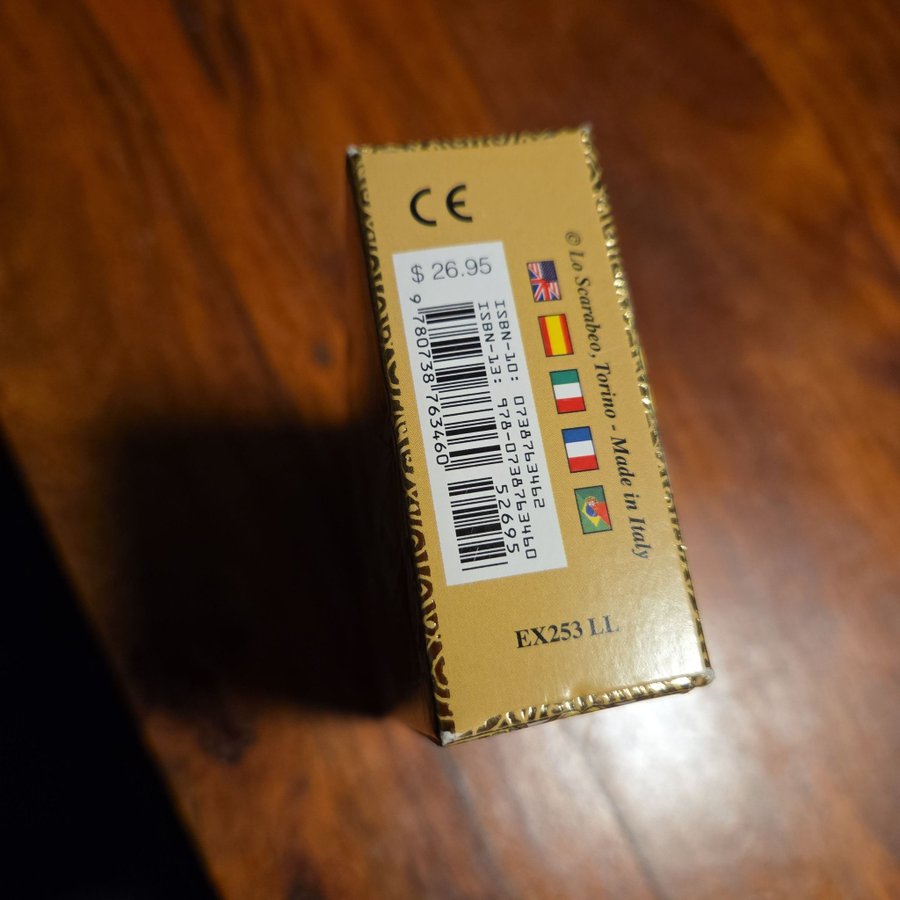 CE
$ 26.95
ISBN-10: 0738763462
ISBN-13: 978-0738763460
52695
9 780738 763460
© Lo Scarabeo, Torino - Made in Italy
EX253 LL